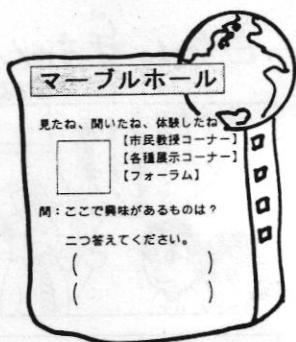 マーブルホール
見たね、聞いたね、体験したね
【市民教授コーナー】
【各種展示コーナー】
【フォーラム】
問：ここで興味があるものは？
二つ答えてください。
(　　　　　　　)
(　　　　　　　)